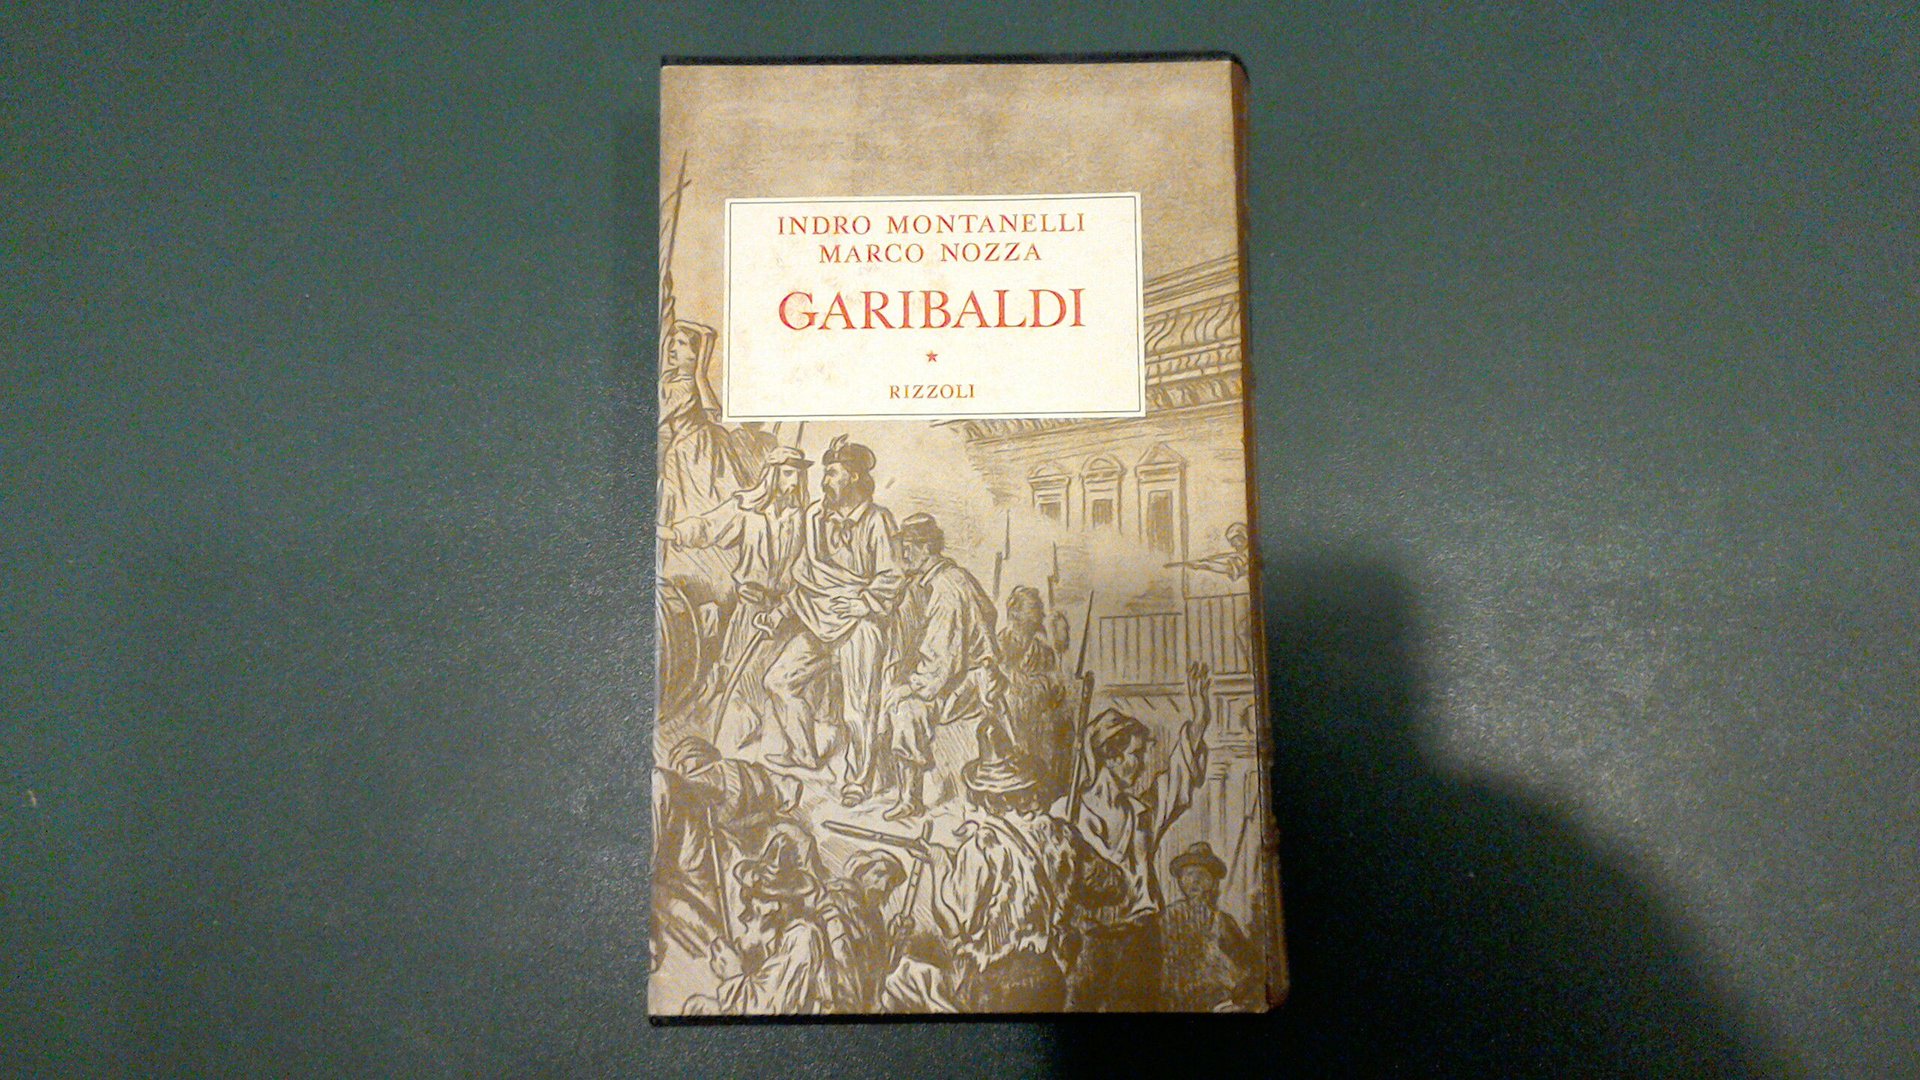 INDRO MONTANELLI
MARCO NOZZA
GARIBALDI
RIZZOLI